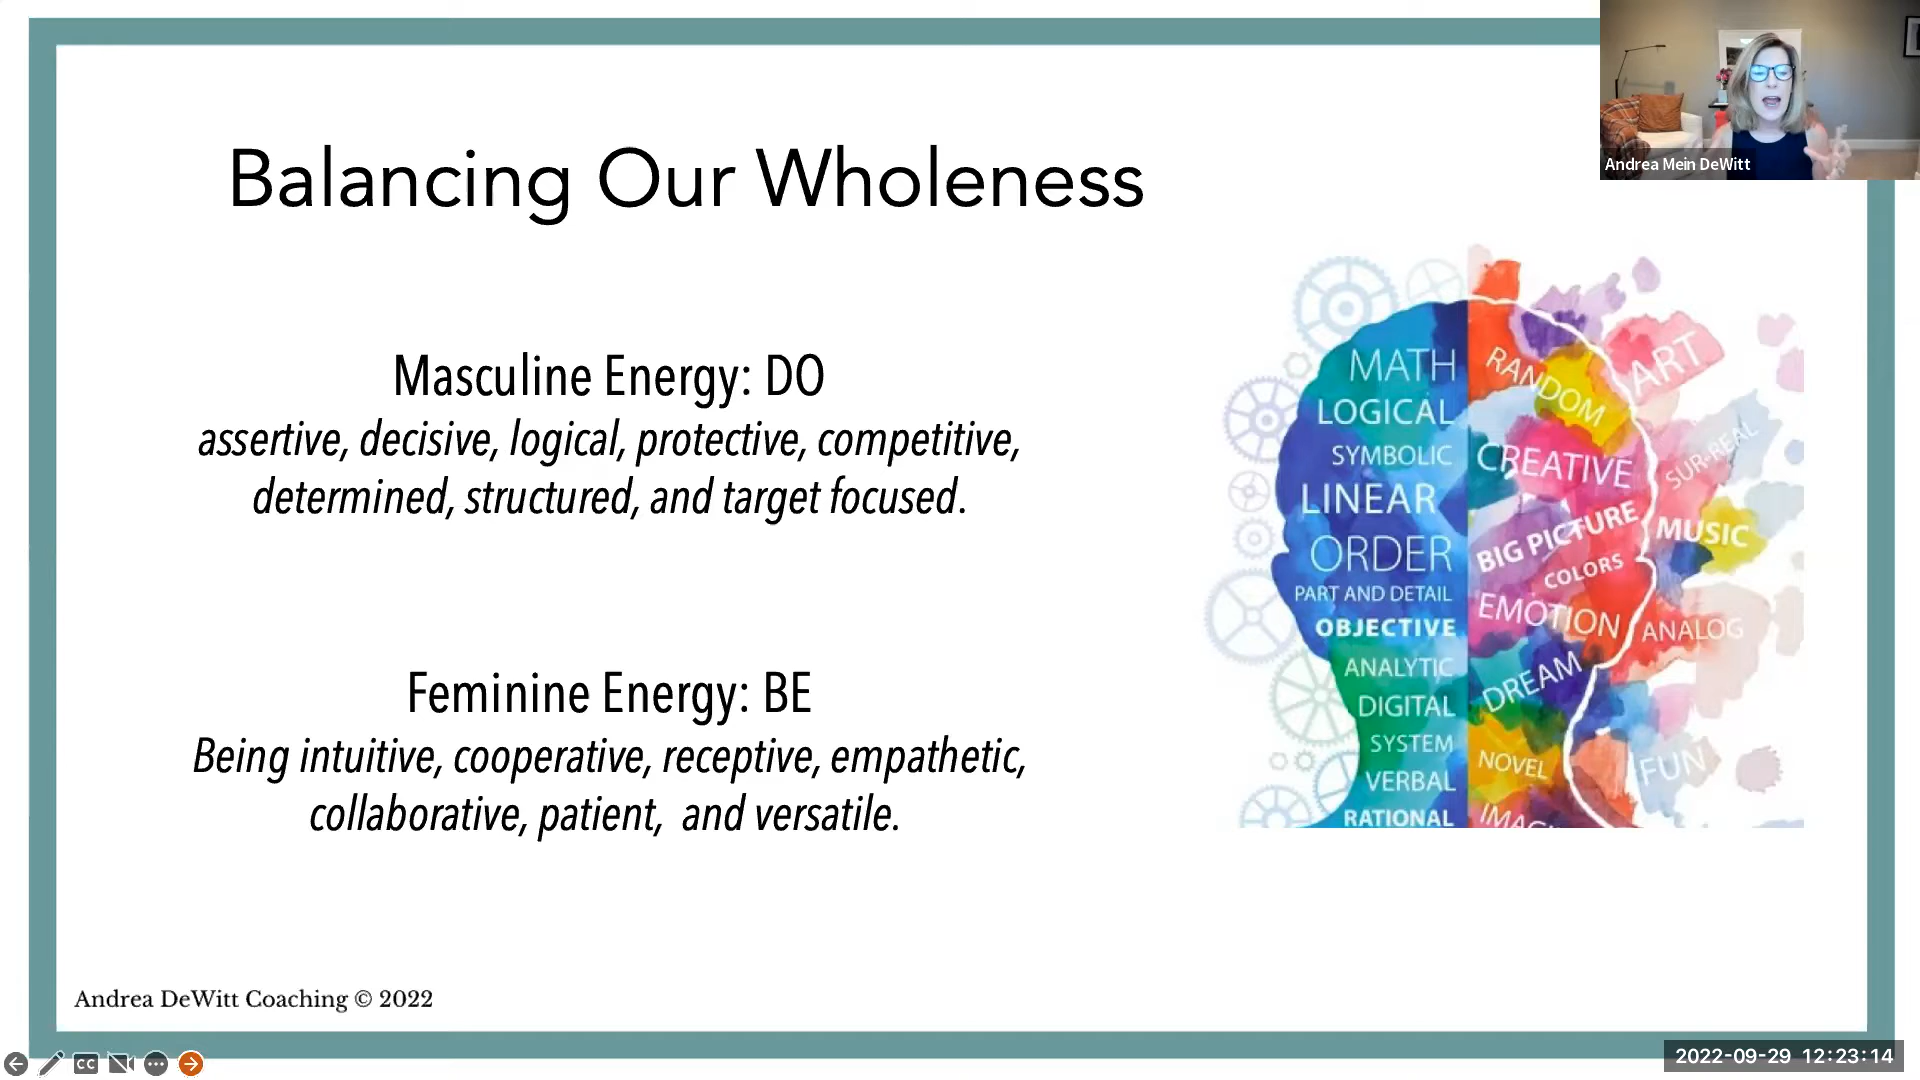 Balancing Our Wholeness
Masculine Energy: DO
assertive, decisive, logical, protective, competitive,
determined, structured, and target focused.
Feminine Energy: BE
Being intuitive, cooperative, receptive, empathetic,
collaborative, patient, and versatile.
Andrea DeWitt Coaching © 2022
Andrea Mein DeWitt
MATH
LOGICAL
SYMBOLIC
LINEAR
ORDER
PART AND DETAIL
OBJECTIVE
ANALYTIC
DIGITAL
SYSTEM
VERBAL
RATIONAL
RANDOM
ART
CREATIVE
SUR-REAL
BIG PICTURE
MUSIC
COLORS
EMOTION
ANALOG
DREAM
NOVEL
FUN
CC
2022-09-29 12:23:14